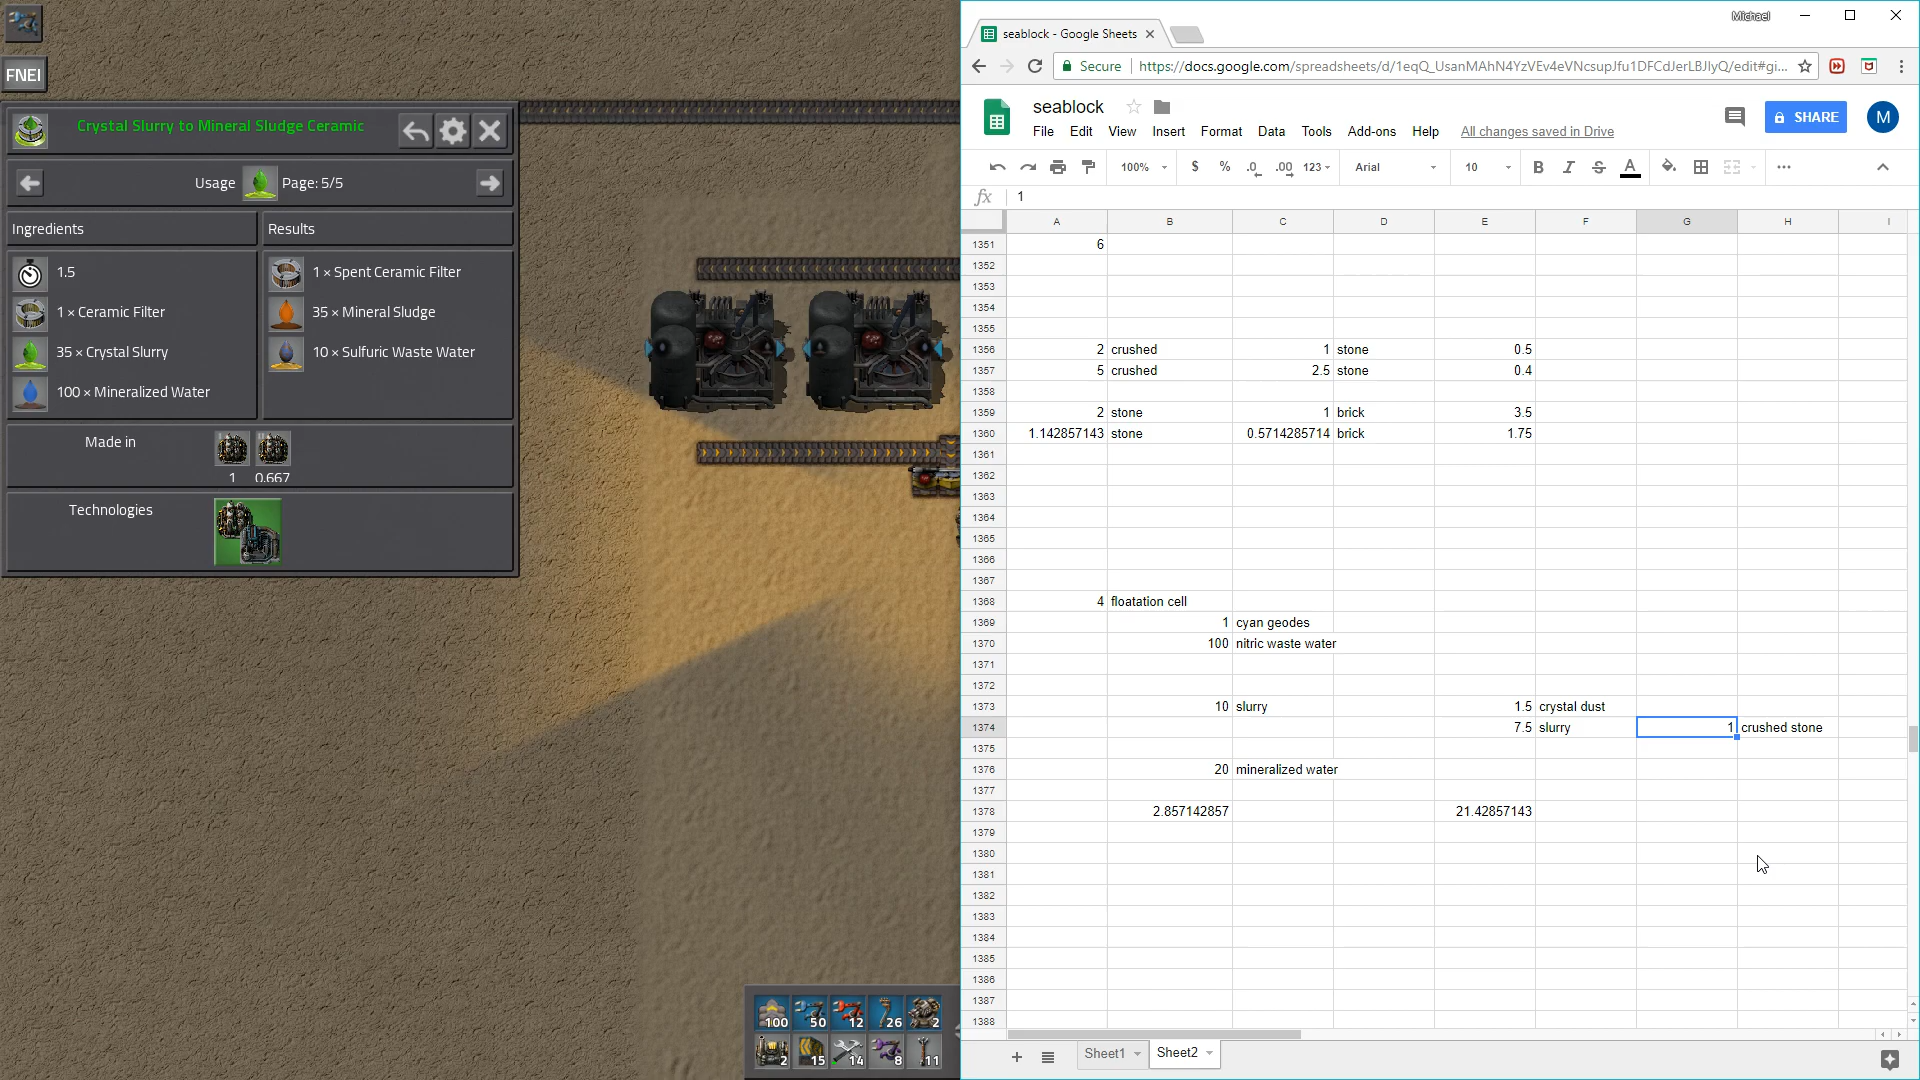 FNEI
Crystal Slurry to Mineral Sludge Ceramic
Usage Page: 5/5
Ingredients
Results
1.5
1 × Ceramic Filter
35 × Crystal Slurry
100 × Mineralized Water
1 × Spent Ceramic Filter
35 × Mineral Sludge
10 × Sulfuric Waste Water
Made in
1 0.667
Technologies
100 50 12 26 2
2 15 14 8 11
Michael
seablock - Google Sheets
Secure
https://docs.google.com/spreadsheets/d/1eqQ_UsanMAhN4YzVEv4eVNcsupJfu1DFCdJerLBJIyQ/edit#gi...
seablock
File Edit View Insert Format Data Tools Add-ons Help All changes saved in Drive
SHARE
M
100% $ % .0 .00 123 Arial 10 B I S A
fx 1
A B C D E F G H I
1351 6
1352
1353
1354
1355
1356 2 crushed 1 stone 0.5
1357 5 crushed 2.5 stone 0.4
1358
1359 2 stone 1 brick 3.5
1360 1.142857143 stone 0.5714285714 brick 1.75
1361
1362
1363
1364
1365
1366
1367
1368 4 floatation cell
1369 1 cyan geodes
1370 100 nitric waste water
1371
1372
1373 10 slurry 1.5 crystal dust
1374 7.5 slurry 1 crushed stone
1375
1376 20 mineralized water
1377
1378 2.857142857 21.42857143
1379
1380
1381
1382
1383
1384
1385
1386
1387
1388
Sheet1 Sheet2